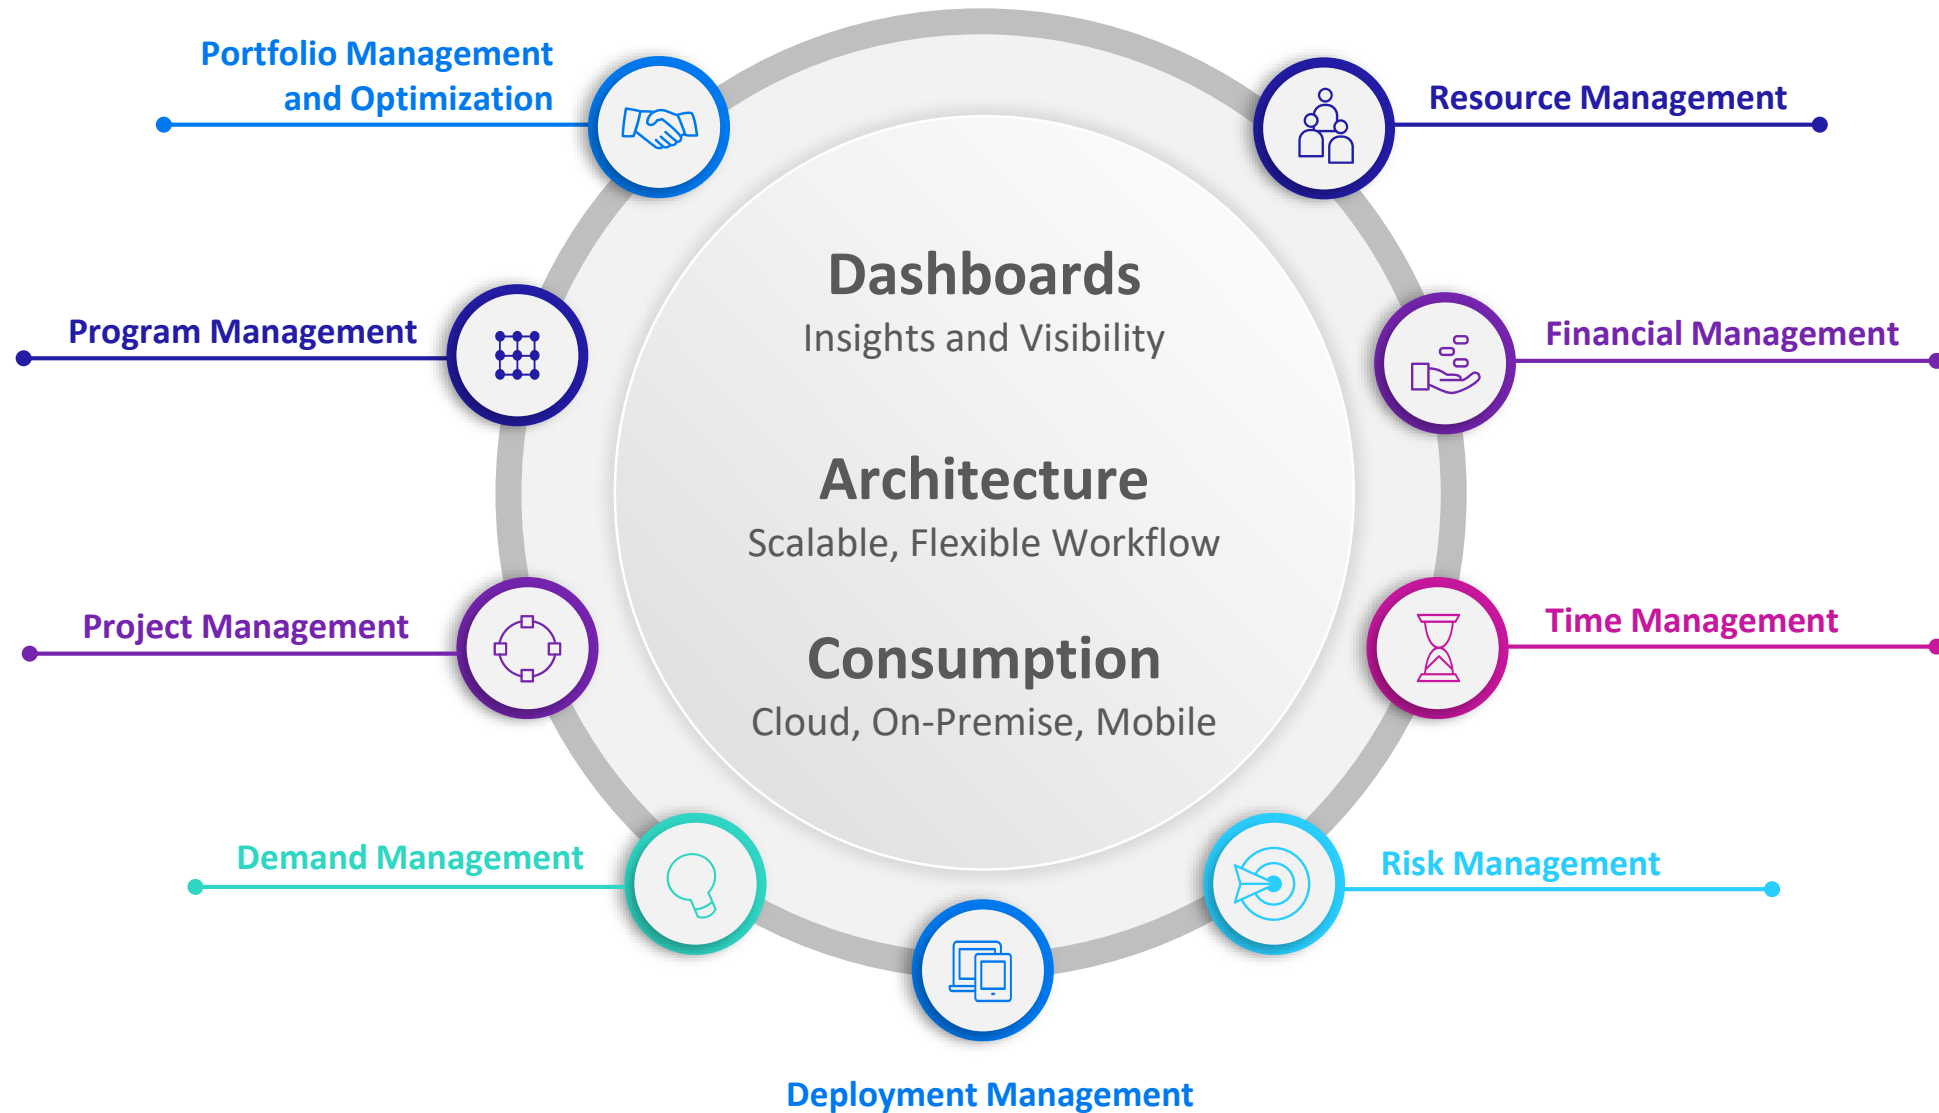 Portfolio Management
and Optimization
Resource Management
Dashboards
Insights and Visibility
Program Management
Financial Management
Architecture
Scalable, Flexible Workflow
Project Management
Time Management
Consumption
Cloud, On-Premise, Mobile
Demand Management
Risk Management
Deployment Management